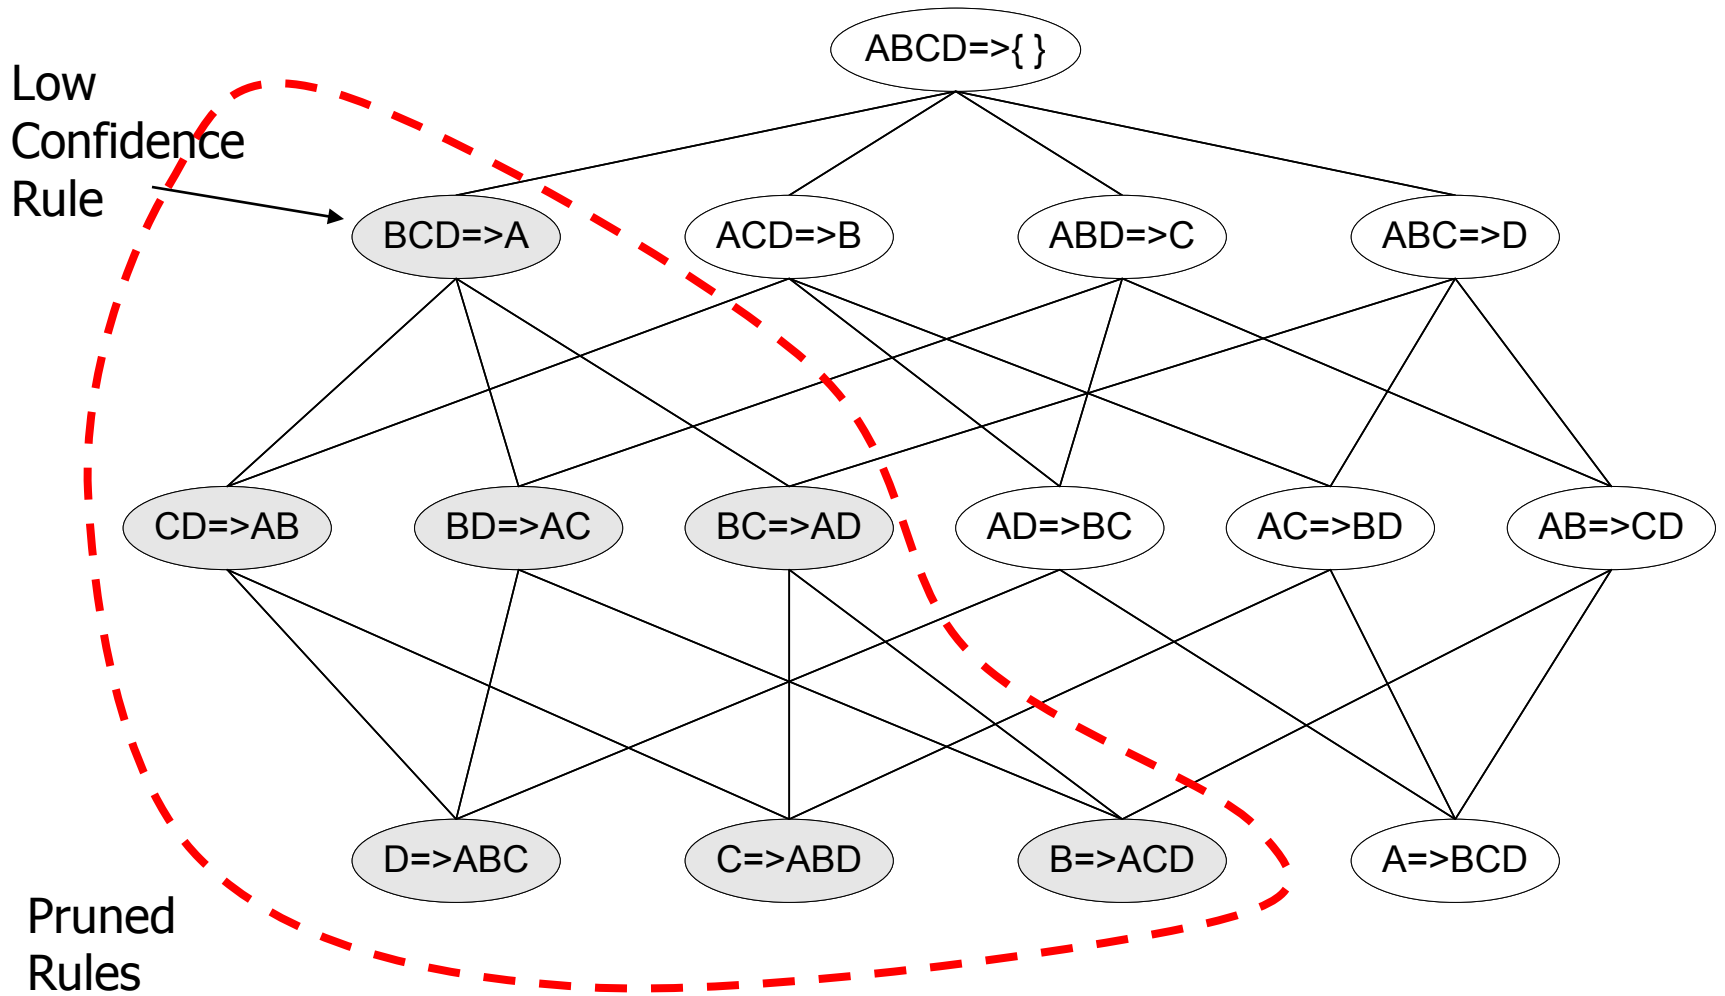 ABCD=>{ }
Low
Confidence
Rule
BCD=>A
ACD=>B
ABD=>C
ABC=>D
CD=>AB
BD=>AC
BC=>AD
AD=>BC
AC=>BD
AB=>CD
D=>ABC
C=>ABD
B=>ACD
A=>BCD
Pruned
Rules